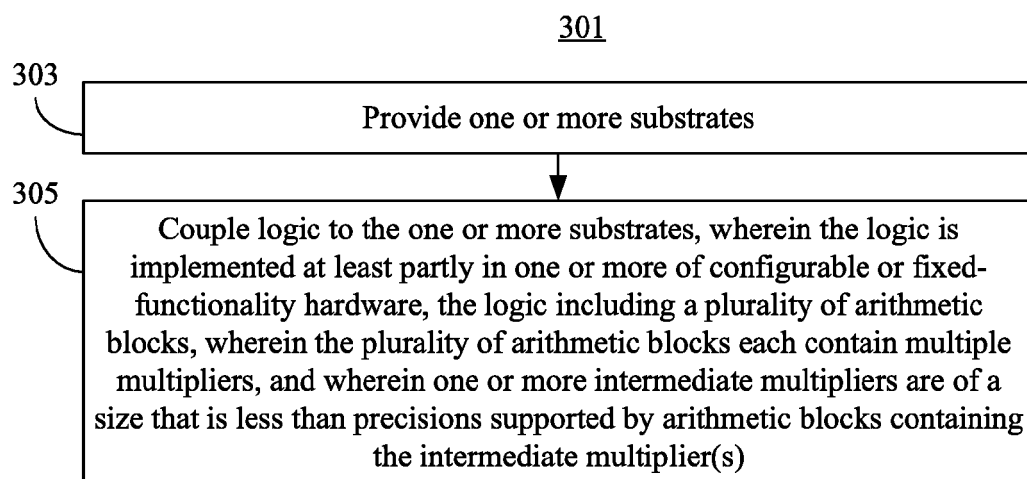 301
303
Provide one or more substrates
305
Couple logic to the one or more substrates, wherein the logic is
implemented at least partly in one or more of configurable or fixed-
functionality hardware, the logic including a plurality of arithmetic
blocks, wherein the plurality of arithmetic blocks each contain multiple
multipliers, and wherein one or more intermediate multipliers are of a
size that is less than precisions supported by arithmetic blocks containing
the intermediate multiplier(s)